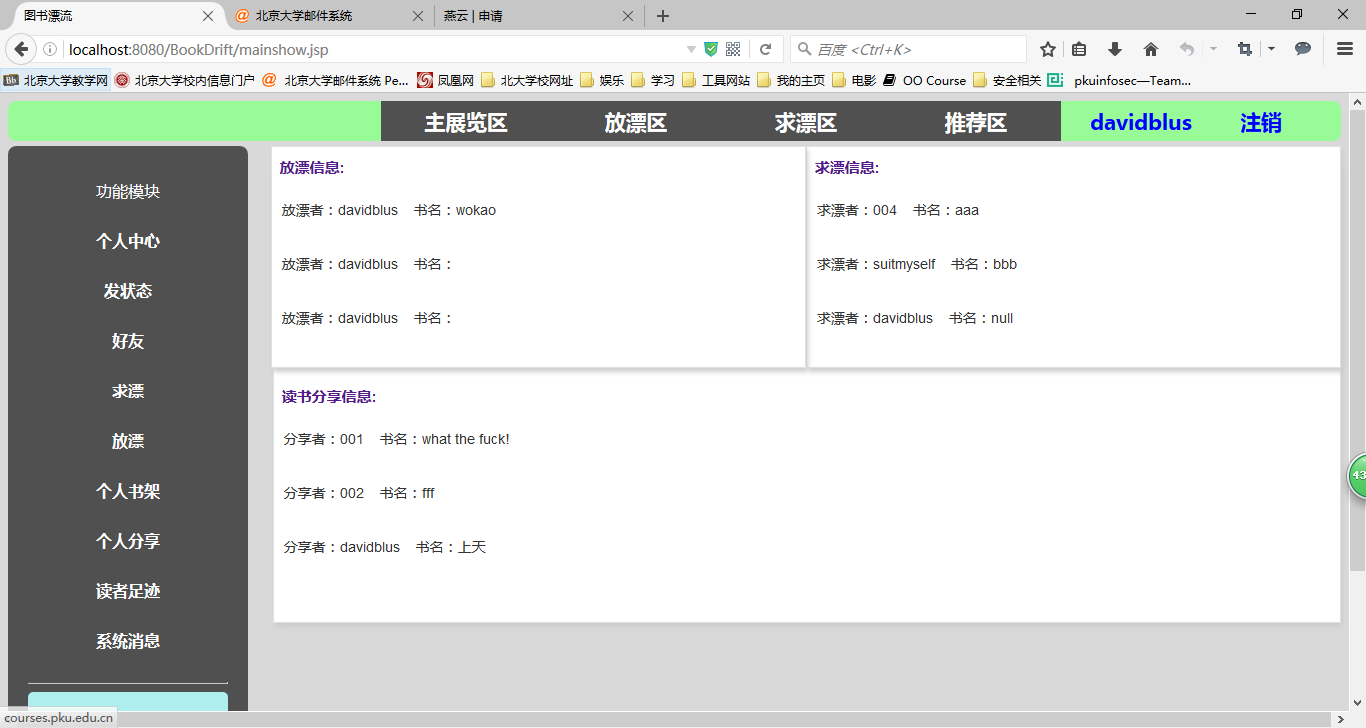 图书漂流
北京大学邮件系统
燕云 | 申请
localhost:8080/BookDrift/mainshow.jsp
百度 <Ctrl+K>
Bb 北京大学教学网 北京大学校内信息门户 北京大学邮件系统 Pe... 凤凰网 北大学校网址 娱乐 学习 工具网站 我的主页 电影 OO Course 安全相关 pkuinfosec—Team...
主展览区 放漂区 求漂区 推荐区 davidblus 注销
功能模块
个人中心
发状态
好友
求漂
放漂
个人书架
个人分享
读者足迹
系统消息
放漂信息:
放漂者：davidblus 书名：wokao
放漂者：davidblus 书名：
放漂者：davidblus 书名：
求漂信息:
求漂者：004 书名：aaa
求漂者：suitmyself 书名：bbb
求漂者：davidblus 书名：null
读书分享信息:
分享者：001 书名：what the fuck!
分享者：002 书名：fff
分享者：davidblus 书名：上天
43
courses.pku.edu.cn